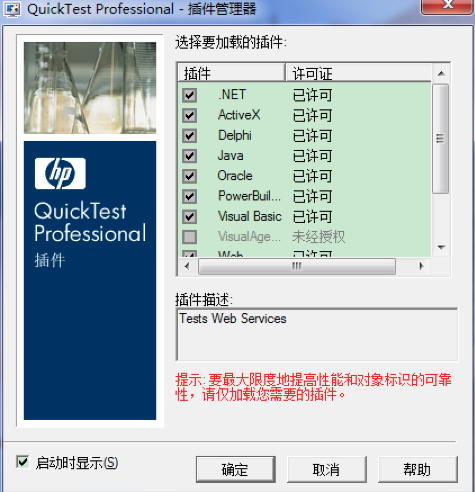 QuickTest Professional - 插件管理器
选择要加载的插件:
插件 许可证
.NET 已许可
ActiveX 已许可
Delphi 已许可
Java 已许可
Oracle 已许可
PowerBuil... 已许可
Visual Basic 已许可
VisualAge... 未经授权
Web 已许可
hp
QuickTest
Professional
插件
插件描述:
Tests Web Services
提示: 要最大限度地提高性能和对象标识的可靠
性，请仅加载您需要的插件。
启动时显示(S)
确定 取消 帮助